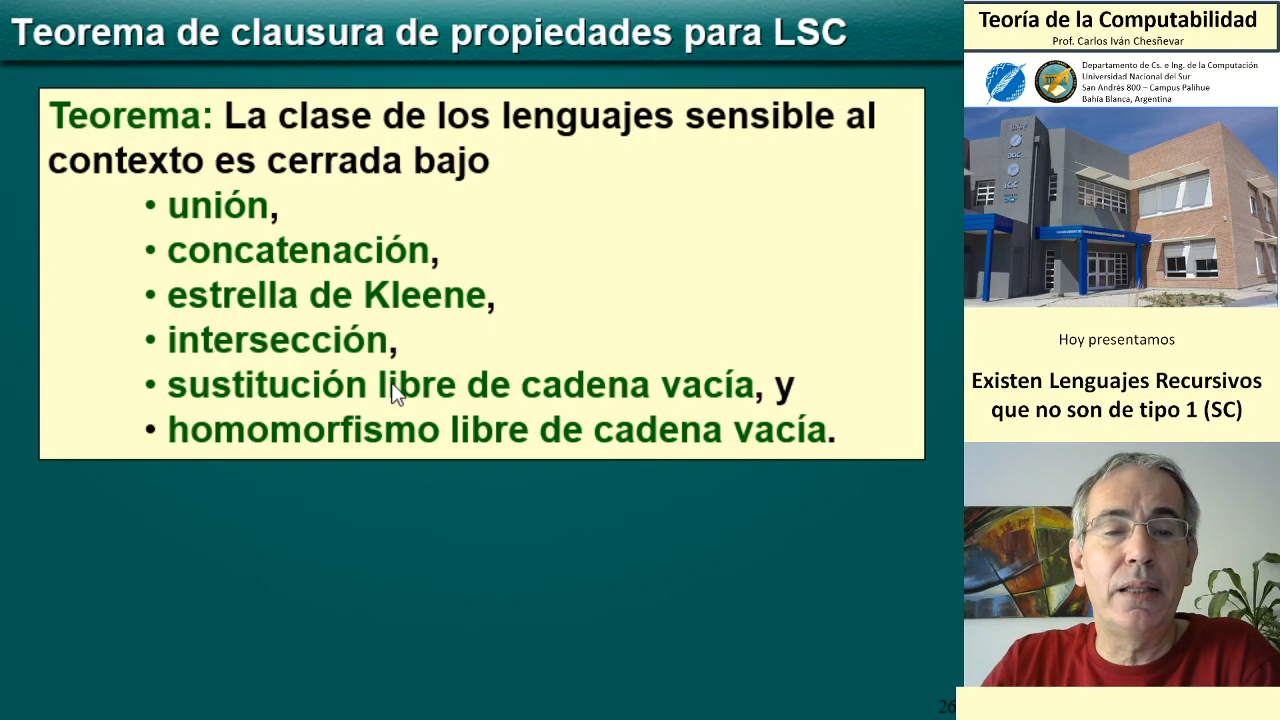 Teorema de clausura de propiedades para LSC
Teorema: La clase de los lenguajes sensible al
contexto es cerrada bajo
• unión,
• concatenación,
• estrella de Kleene,
• intersección,
• sustitución libre de cadena vacía, y
• homomorfismo libre de cadena vacía.
26
Teoría de la Computabilidad
Prof. Carlos Iván Chesñevar
Departamento de Cs. e Ing. de la Computación
Universidad Nacional del Sur
San Andrés 800 – Campus Palihue
Bahía Blanca, Argentina
Hoy presentamos
Existen Lenguajes Recursivos
que no son de tipo 1 (SC)